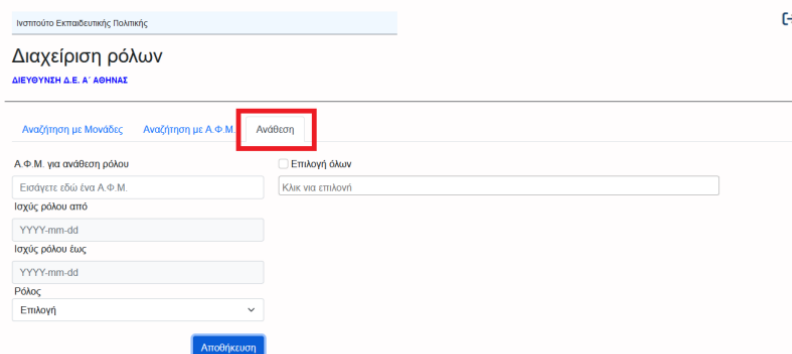 Ινστιτούτο Εκπαιδευτικής Πολιτικής
Διαχείριση ρόλων
ΔΙΕΥΘΥΝΣΗ Δ.Ε. Α΄ ΑΘΗΝΑΣ
Αναζήτηση με Μονάδες Αναζήτηση με Α.Φ.Μ. Ανάθεση
Α.Φ.Μ. για ανάθεση ρόλου
Εισάγετε εδώ ένα Α.Φ.Μ.
Ισχύς ρόλου από
YYYY-mm-dd
Ισχύς ρόλου έως
YYYY-mm-dd
Ρόλος
Επιλογή
Αποθήκευση
Επιλογή όλων
Κλικ για επιλογή